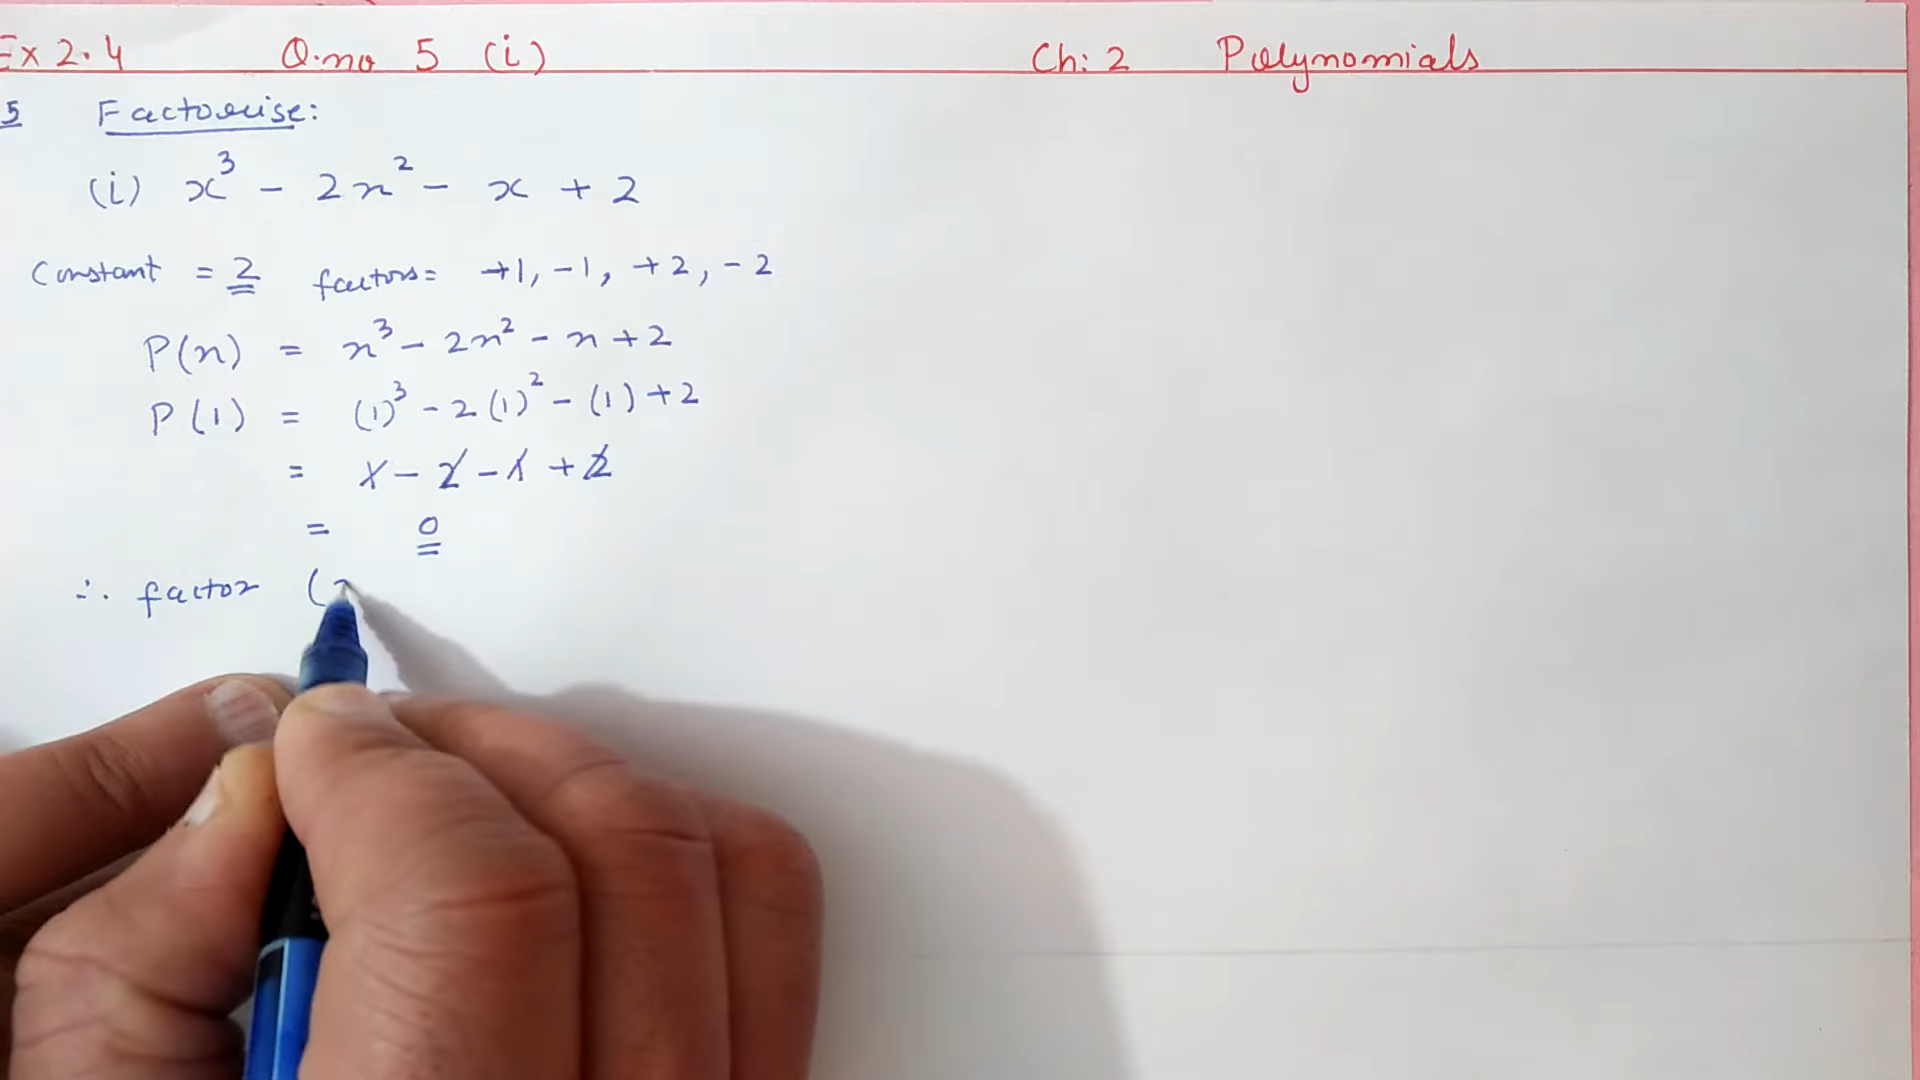 Ex 2.4 Q.no 5 (i) Ch: 2 Polynomials
5 Factorise:
(i) x³ - 2x² - x + 2
Constant = 2 factors= +1, -1, +2, -2
P(x) = x³ - 2x² - x + 2
P(1) = (1)³ - 2(1)² - (1) + 2
= 1 - 2 - 1 + 2
= 0
∴ factor (